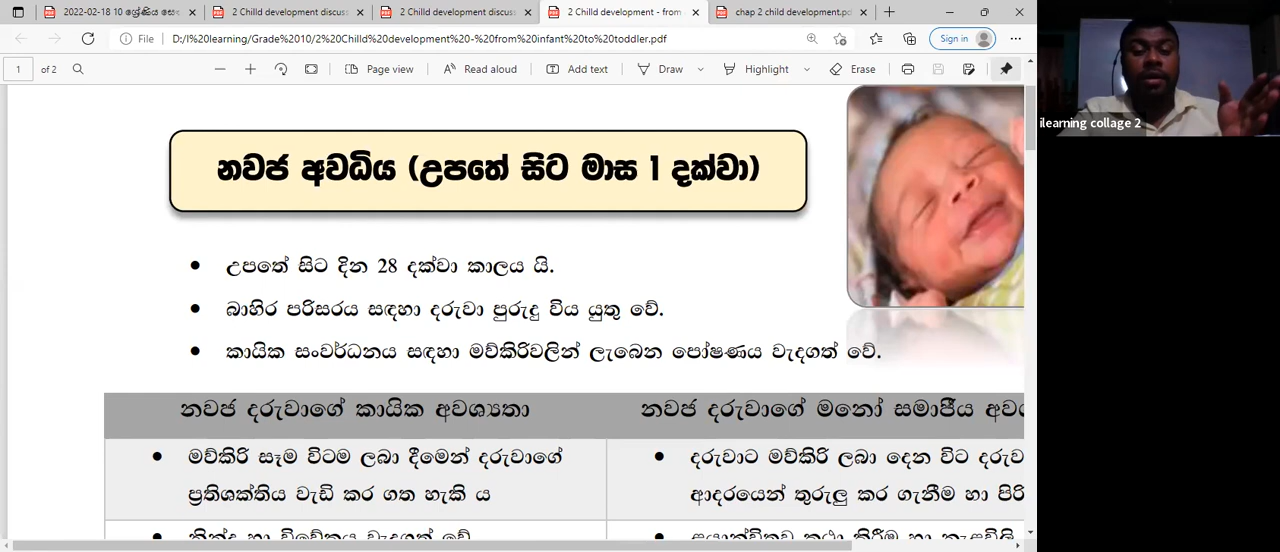 2022-02-18 10 ශ්‍රේණිය සෞ
2 Chilld development discuss
2 Chilld development discuss
2 Chilld development - from
chap 2 child development.pd
File
D:/I%20learning/Grade%2010/2%20Chilld%20development%20-%20from%20infant%20to%20toddler.pdf
Sign in
1 of 2
Page view
Read aloud
Add text
Draw
Highlight
Erase
ilearning collage 2
නවජ අවධිය (උපතේ සිට මාස 1 දක්වා)
• උපතේ සිට දින 28 දක්වා කාලය යි.
• බාහිර පරිසරය සඳහා දරුවා පුරුදු විය යුතු වේ.
• කායික සංවර්ධනය සඳහා මව්කිරිවලින් ලැබෙන පෝෂණය වැදගත් වේ.
නවජ දරුවාගේ කායික අවශ්‍යතා
නවජ දරුවාගේ මනෝ සමාජීය අව
• මව්කිරි සෑම විටම ලබා දීමෙන් දරුවාගේ
ප්‍රතිශක්තිය වැඩි කර ගත හැකි ය
• දරුවාට මව්කිරි ලබා දෙන විට දරුව
ආදරයෙන් තුරුලු කර ගැනීම හා පිරි